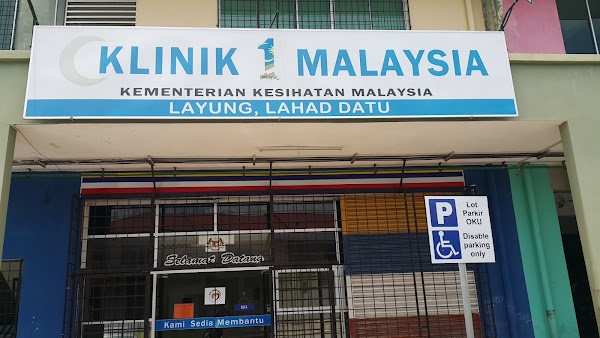 KLINIK 1 MALAYSIA
KEMENTERIAN KESIHATAN MALAYSIA
LAYUNG, LAHAD DATU
P
Lot
Parkir
OKU
Disable
parking
only
Selamat Datang
Kami Sedia Membantu